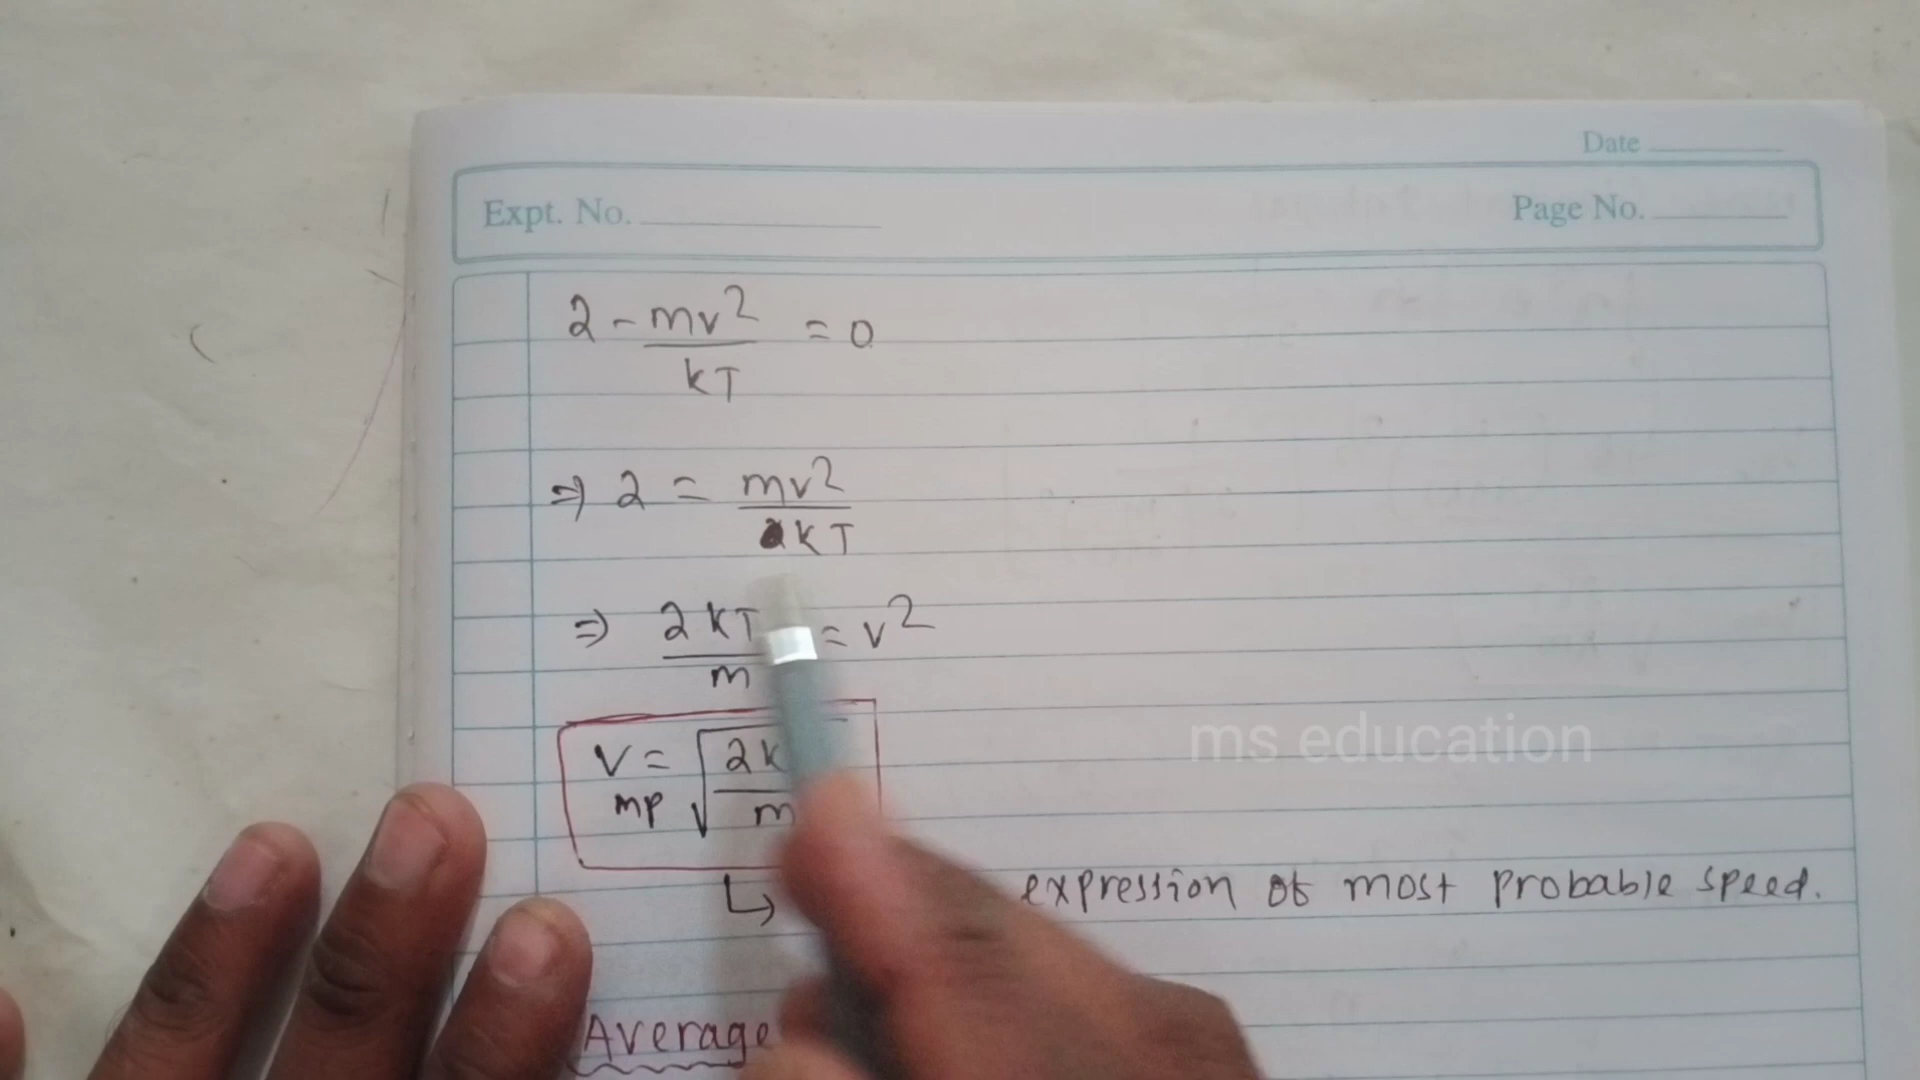 Date
Expt. No.
Page No.
2 - mv²/kT = 0
⇒ 2 = mv²/kT
⇒ 2kT/m = v²
ms education
V = √2k/m
mp
↳ expression of most probable speed.
Average